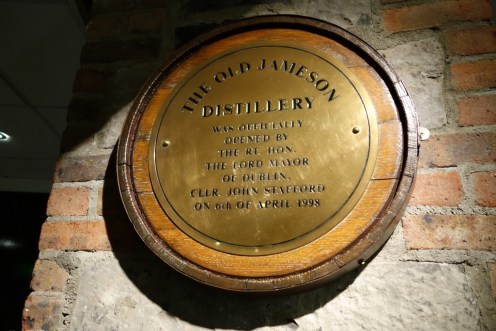 THE OLD JAMESON
DISTILLERY
WAS OFFICIALLY
OPENED BY
THE RT. HON.
THE LORD MAYOR
OF DUBLIN,
CLLR. JOHN STAFFORD
ON 6th OF APRIL 1998